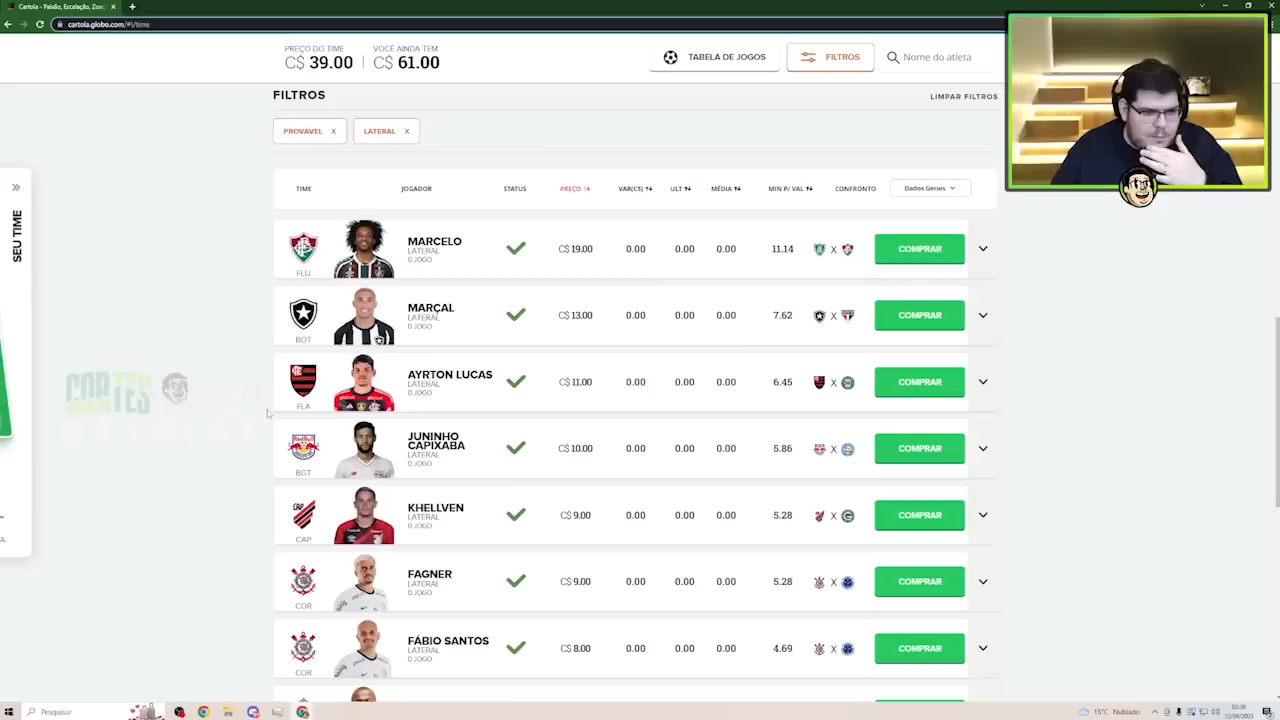 Cartola - Paixão, Escalação, Zoa
cartola.globo.com/#!/time
PREÇO DO TIME
C$ 39.00
VOCÊ AINDA TEM
C$ 61.00
TABELA DE JOGOS
FILTROS
Nome do atleta
FILTROS
LIMPAR FILTROS
PROVÁVEL X
LATERAL X
SEU TIME
TIME JOGADOR STATUS PREÇO VAR(C$) ULT MÉDIA MIN P/ VAL CONFRONTO Dados Gerais
FLU
MARCELO
LATERAL
0 JOGO
C$ 19.00 0.00 0.00 0.00 11.14 X COMPRAR
BOT
MARÇAL
LATERAL
0 JOGO
C$ 13.00 0.00 0.00 0.00 7.62 X COMPRAR
FLA
AYRTON LUCAS
LATERAL
0 JOGO
C$ 11.00 0.00 0.00 0.00 6.45 X COMPRAR
BGT
JUNINHO
CAPIXABA
LATERAL
0 JOGO
C$ 10.00 0.00 0.00 0.00 5.86 X COMPRAR
CAP
KHELLVEN
LATERAL
0 JOGO
C$ 9.00 0.00 0.00 0.00 5.28 X COMPRAR
COR
FAGNER
LATERAL
0 JOGO
C$ 9.00 0.00 0.00 0.00 5.28 X COMPRAR
COR
FÁBIO SANTOS
LATERAL
0 JOGO
C$ 8.00 0.00 0.00 0.00 4.69 X COMPRAR
CORTES
OFICIAL
Pesquisar
15°C Nublado
02:20
12/04/2023